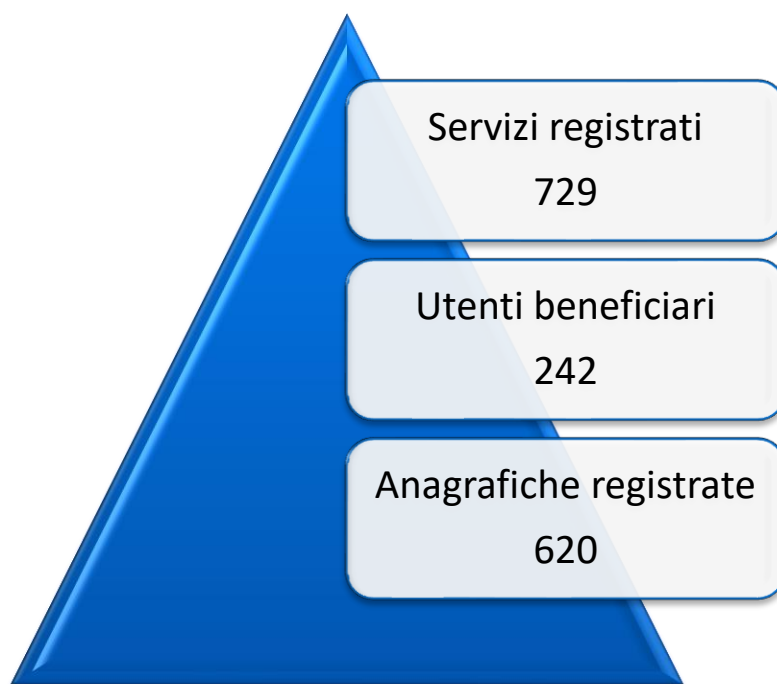 Servizi registrati
729
Utenti beneficiari
242
Anagrafiche registrate
620